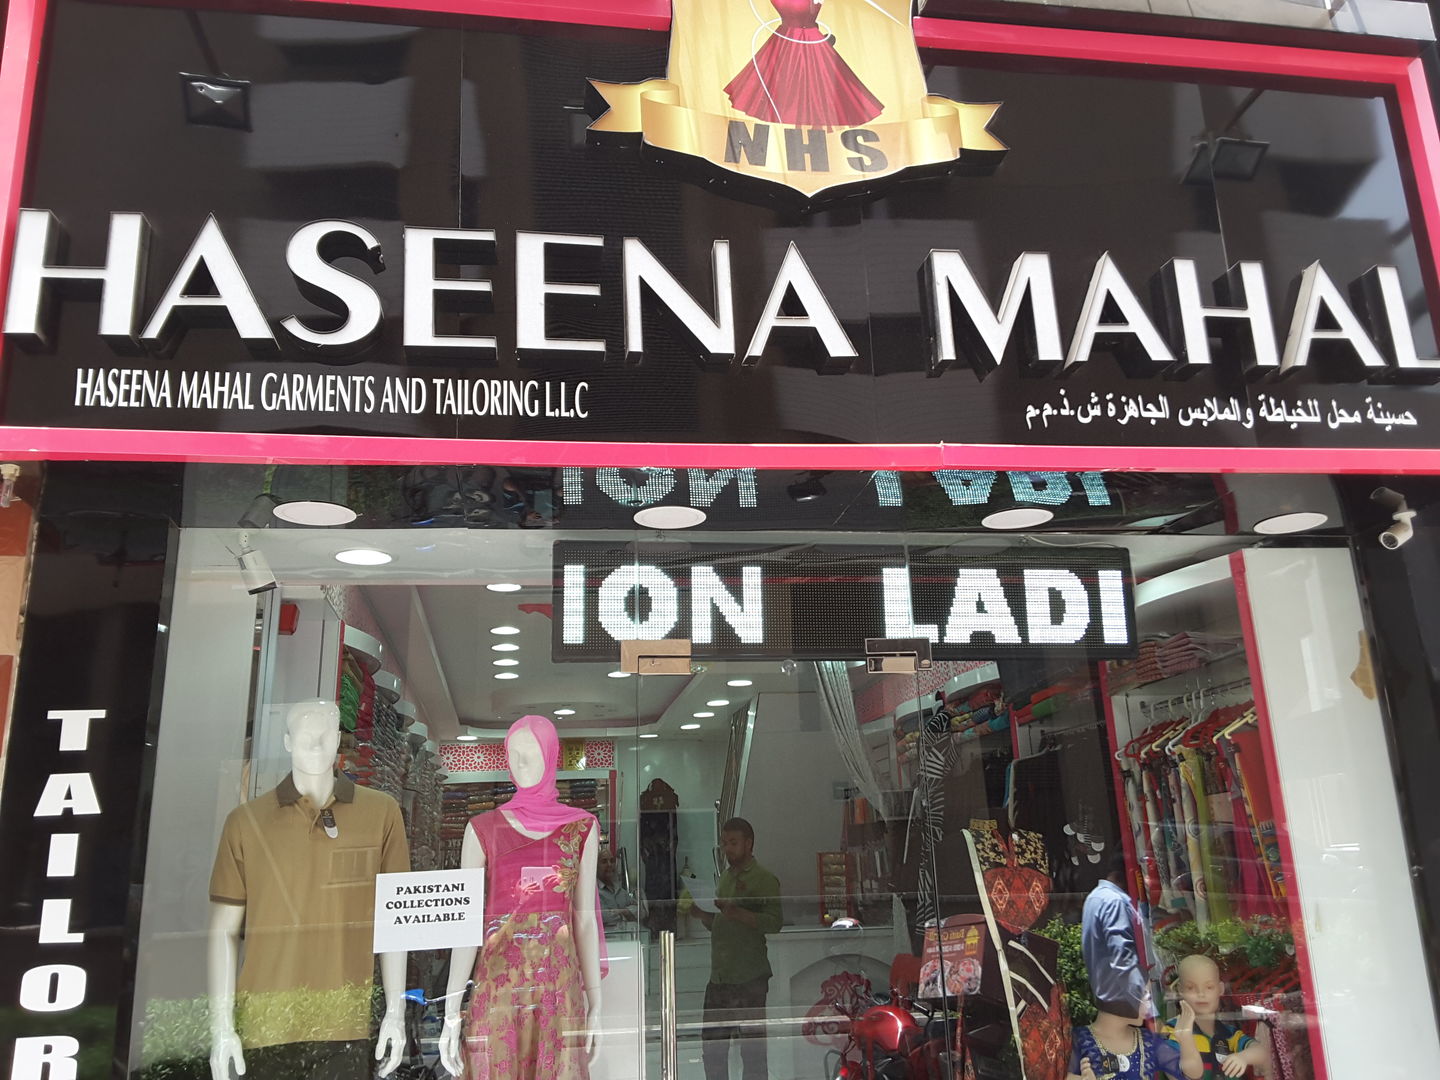 NHS
HASEENA MAHAL
HASEENA MAHAL GARMENTS AND TAILORING L.L.C
حسينة محل للخياطة والملابس الجاهزة ش.ذ.م.م
ION LADI
TAILOR
PAKISTANI
COLLECTIONS
AVAILABLE